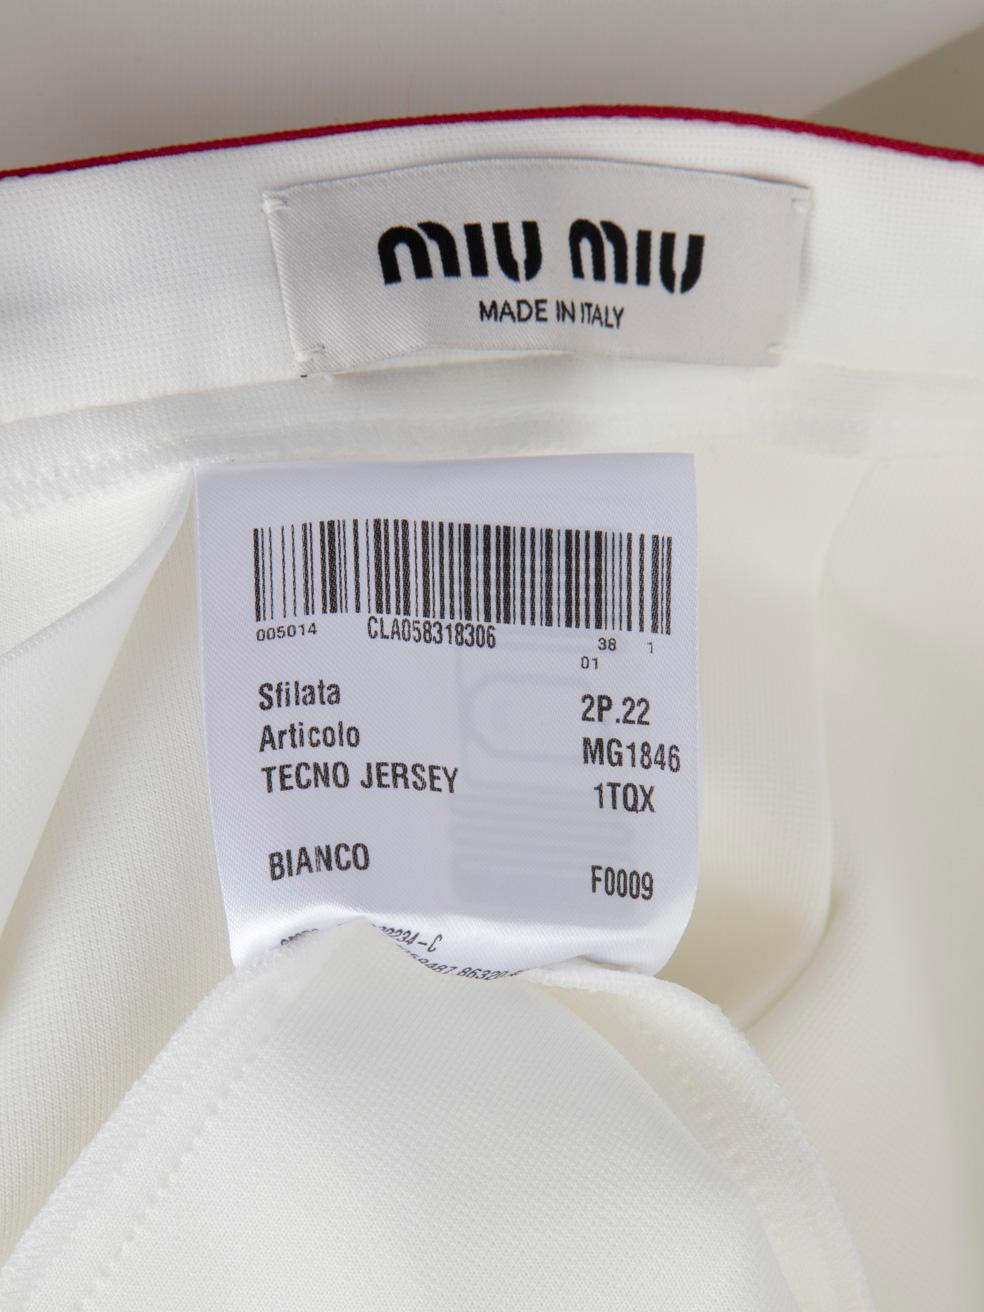 MIU MIU
MADE IN ITALY
005014 CLA058318306 38 1
01
Sfilata 2P.22
Articolo MG1846
TECNO JERSEY 1TQX
BIANCO F0009